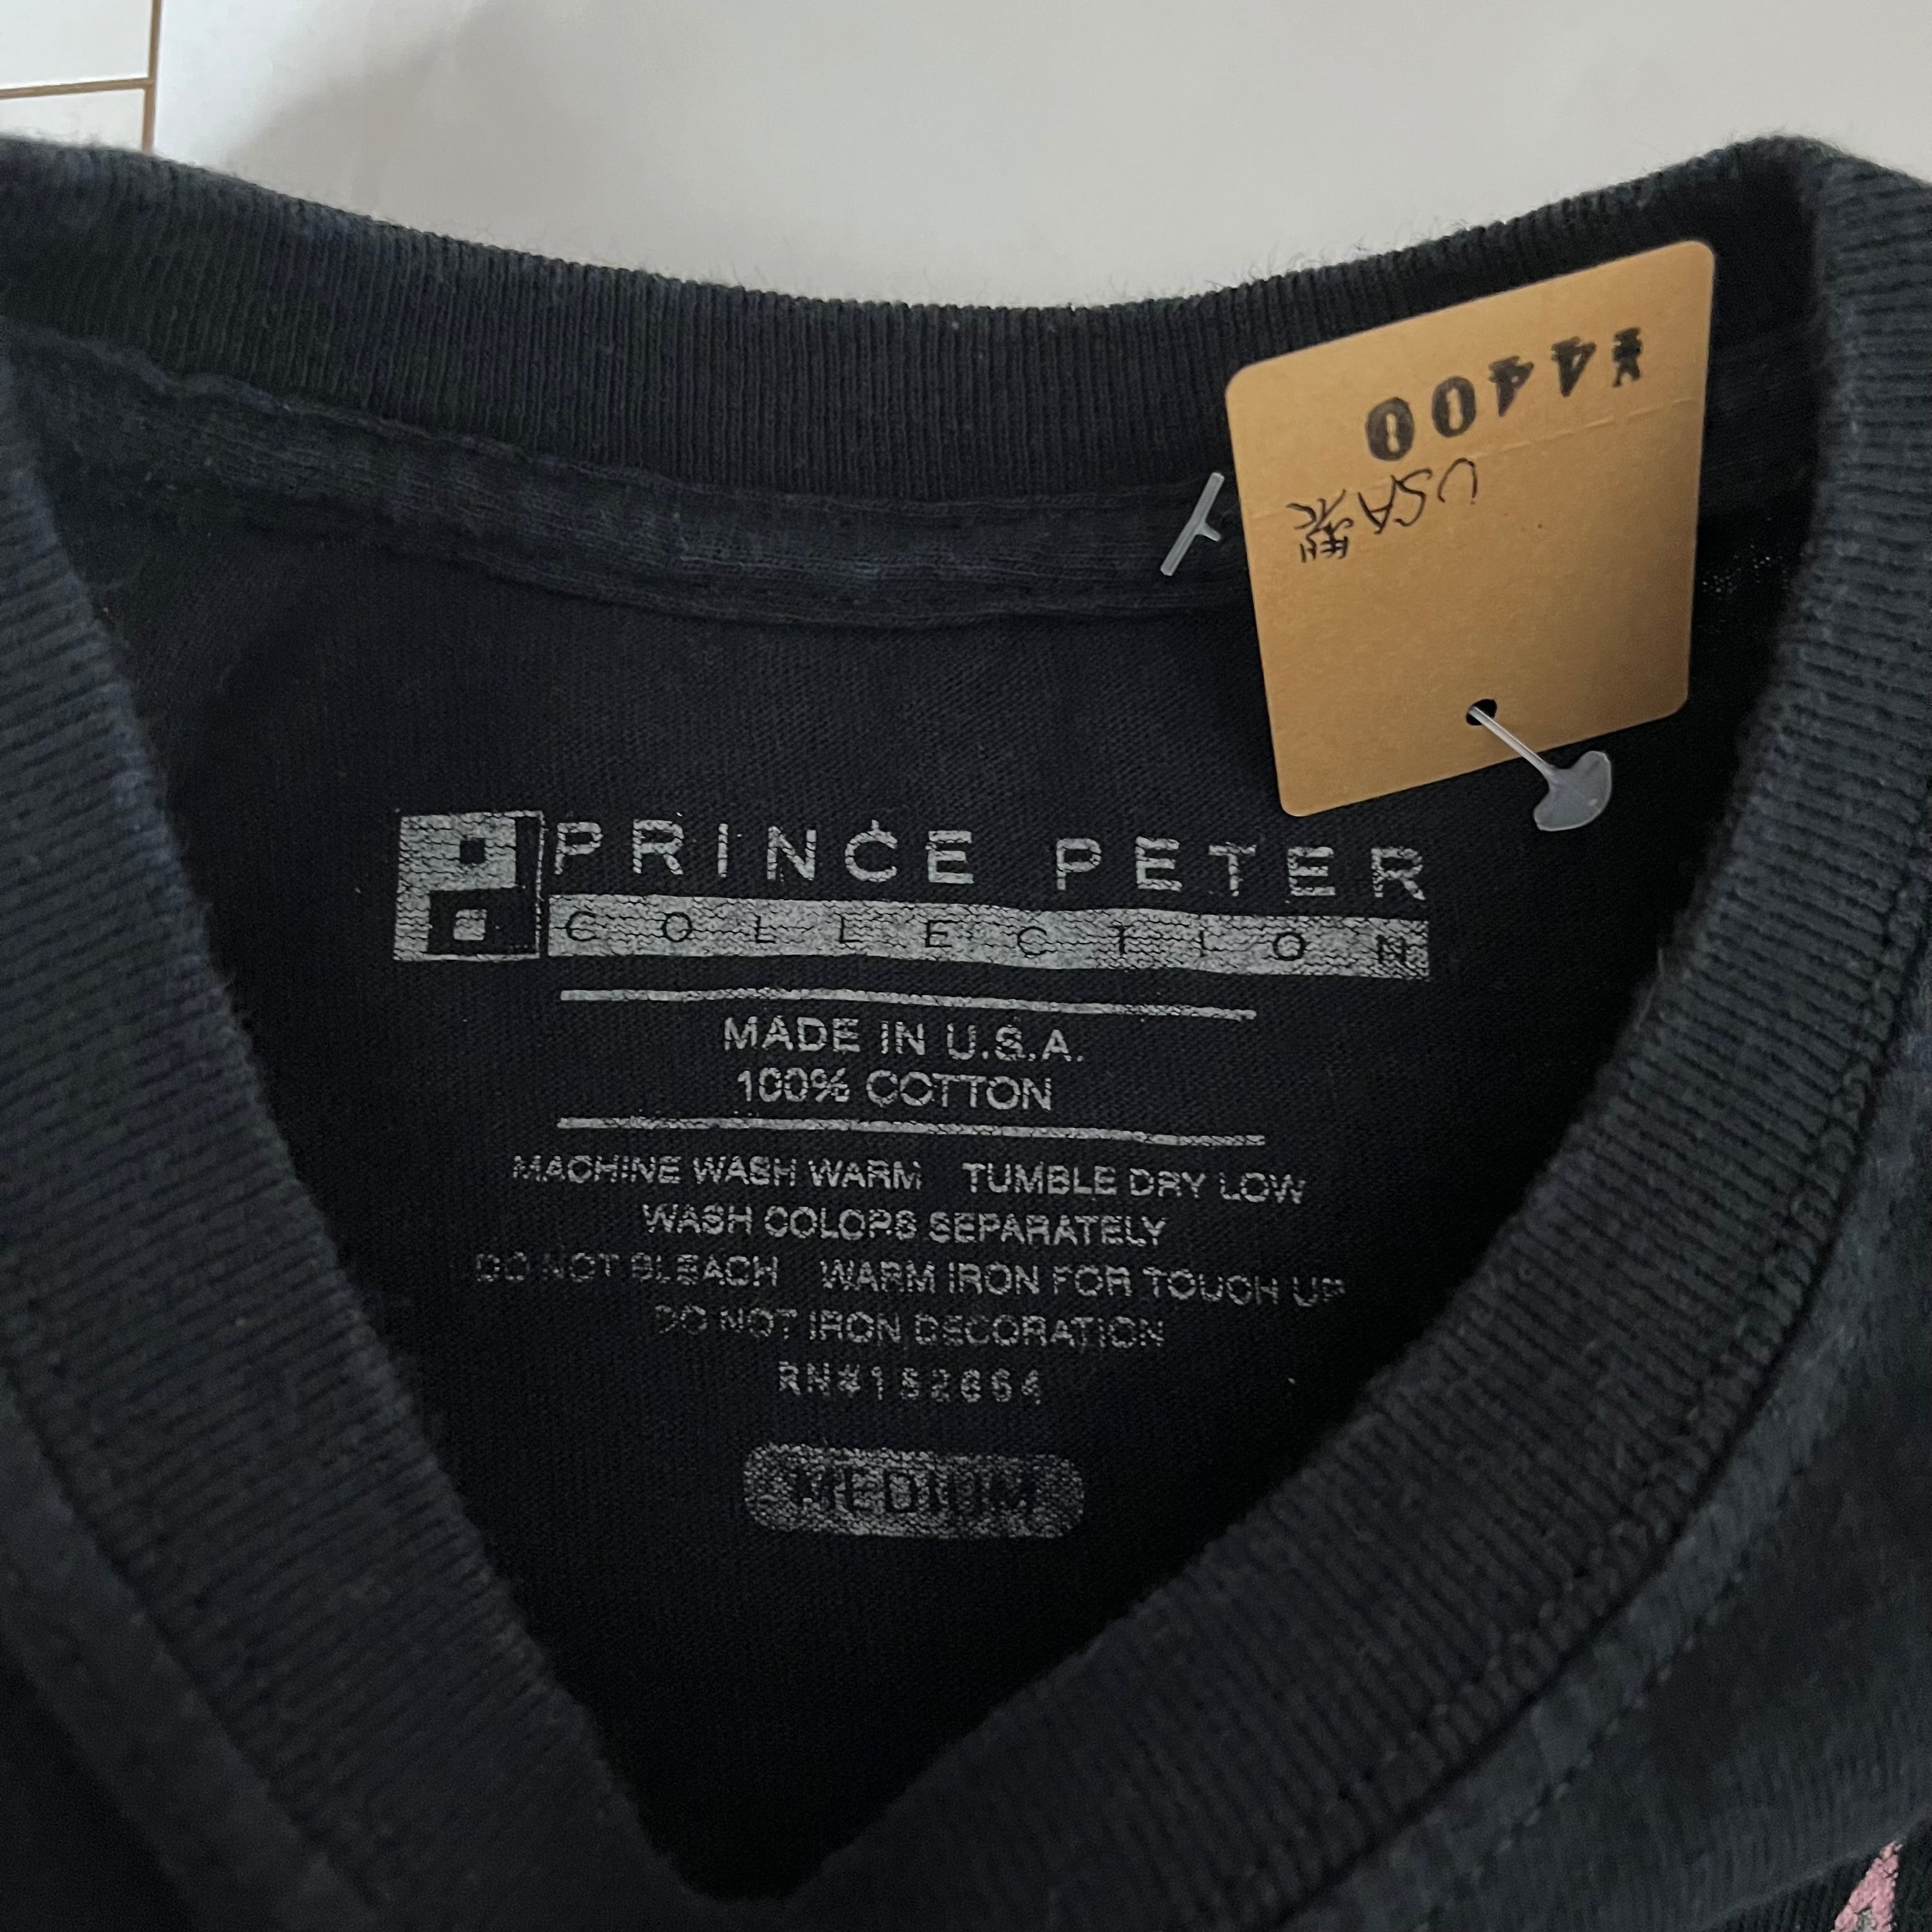 ¥4400
USA製
PRINCE PETER
COLLECTION
MADE IN U.S.A.
100% COTTON
MACHINE WASH WARM TUMBLE DRY LOW
WASH COLORS SEPARATELY
DO NOT BLEACH WARM IRON FOR TOUCH UP
DO NOT IRON DECORATION
RN#132664
MEDIUM